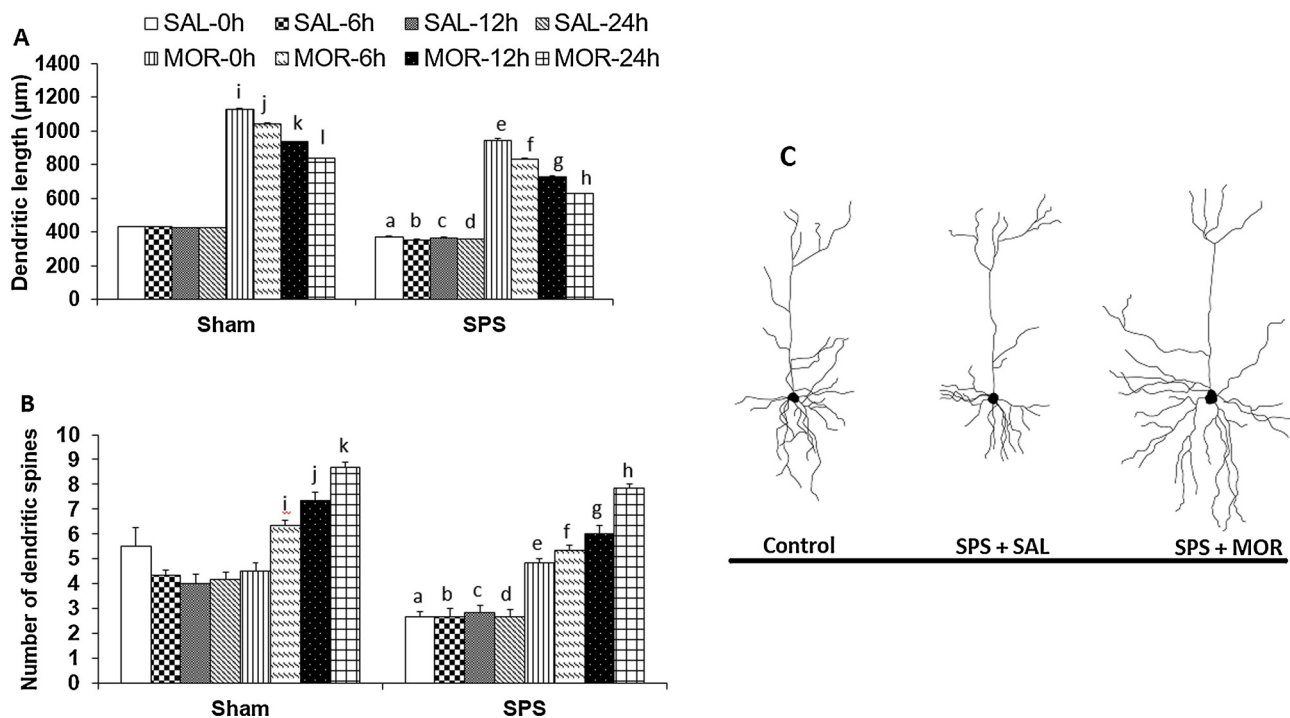 A
SAL-0h SAL-6h SAL-12h SAL-24h
MOR-0h MOR-6h MOR-12h MOR-24h
Dendritic length (µm)
1400
1200
1000
800
600
400
200
0
i j k l
a b c d e f g h
Sham SPS
B
Number of dendritic spines
10
9
8
7
6
5
4
3
2
1
0
i j k
a b c d e f g h
Sham SPS
C
Control SPS + SAL SPS + MOR